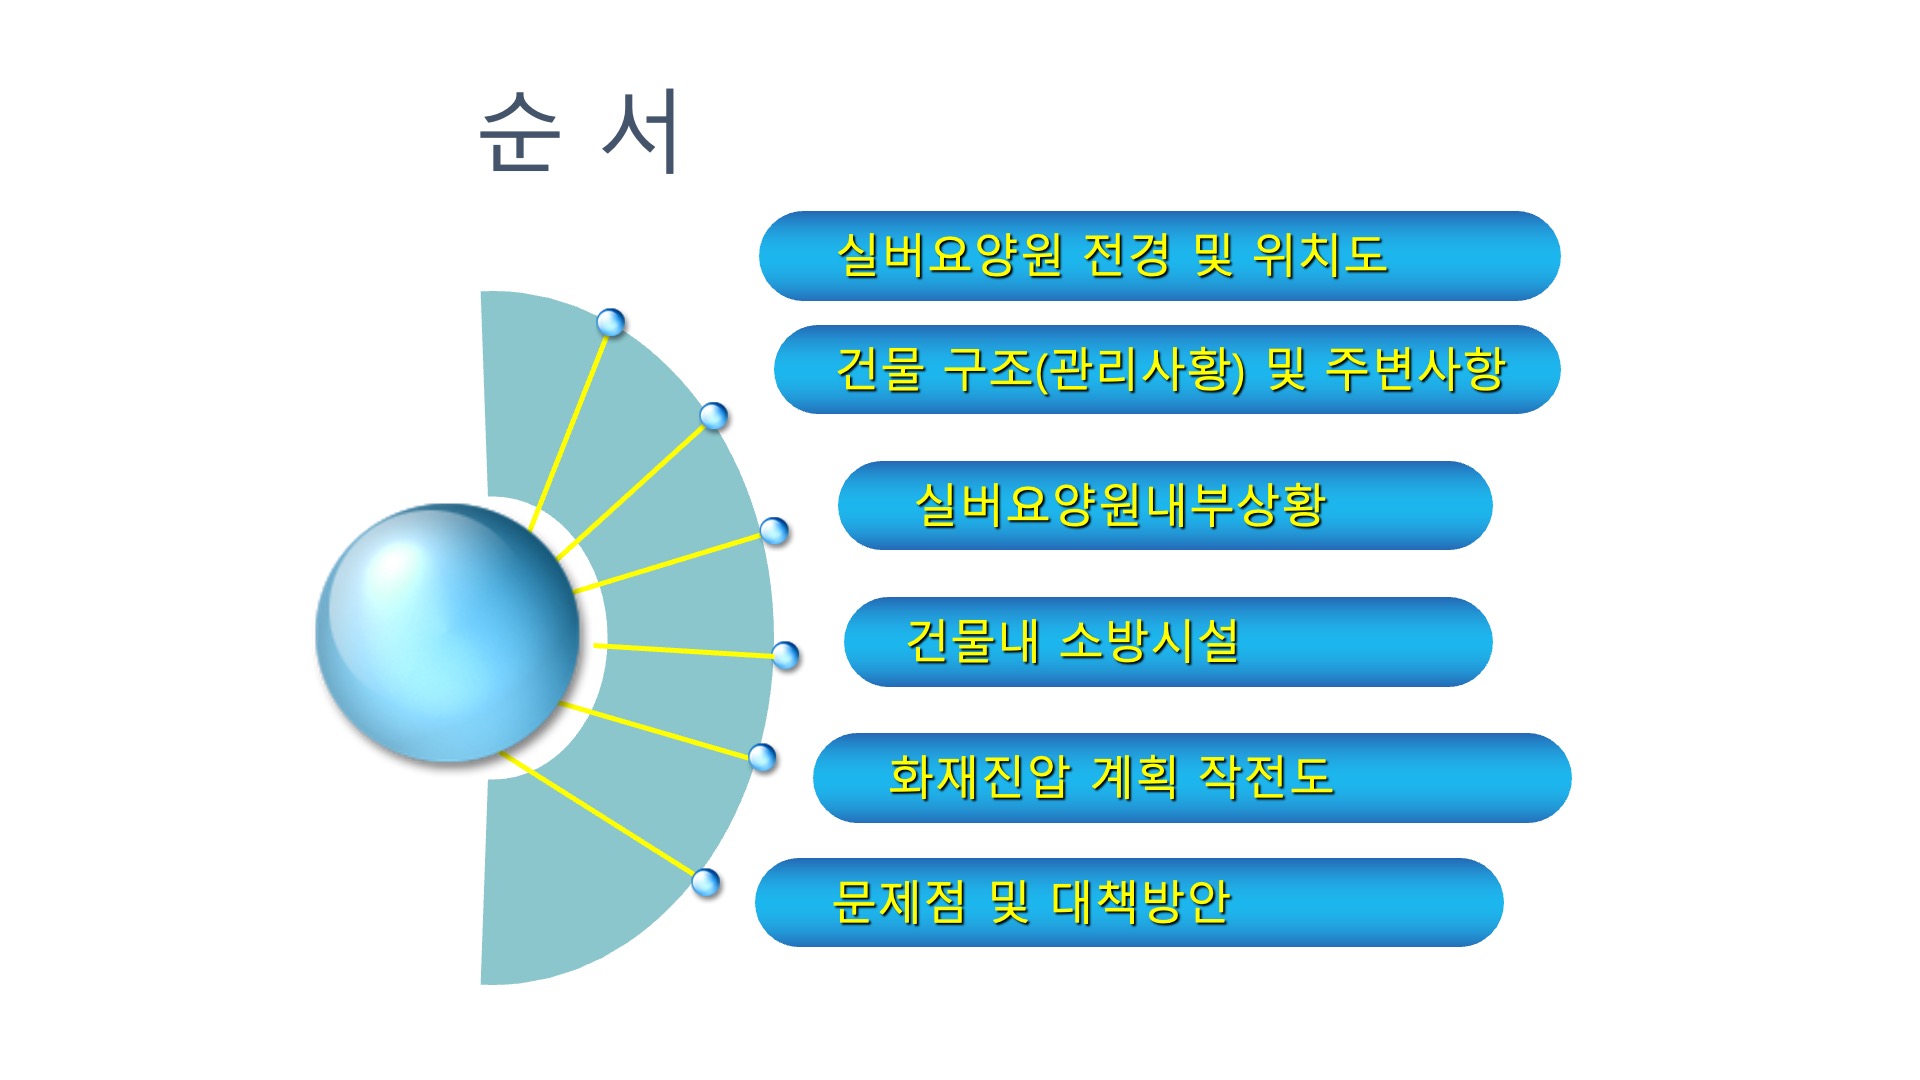 순 서
실버요양원 전경 및 위치도
건물 구조(관리사황) 및 주변사항
실버요양원내부상황
건물내 소방시설
화재진압 계획 작전도
문제점 및 대책방안